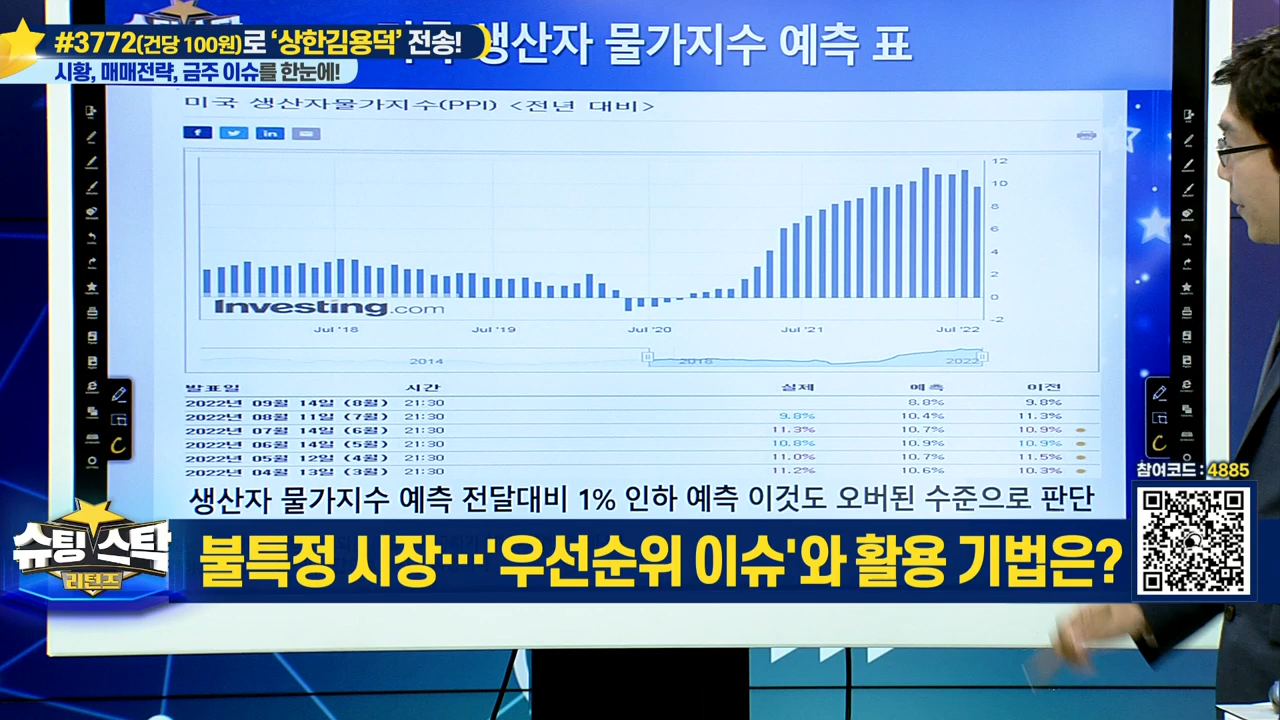 #3772(건당 100원)로 '상한김용덕' 전송!
시황, 매매전략, 금주 이슈를 한눈에!
생산자 물가지수 예측 표
미국 생산자물가지수(PPI) <전년 대비>
f in
12
10
8
6
4
2
0
-2
Investing.com
Jul '18 Jul '19 Jul '20 Jul '21 Jul '22
2014 2018 2022
발표일 시간 실제 예측 이전
2022년 09월 14일 (8월) 21:30 8.8% 9.8%
2022년 08월 11일 (7월) 21:30 9.8% 10.4% 11.3%
2022년 07월 14일 (6월) 21:30 11.3% 10.7% 10.9%
2022년 06월 14일 (5월) 21:30 10.8% 10.9% 10.9%
2022년 05월 12일 (4월) 21:30 11.0% 10.7% 11.5%
2022년 04월 13일 (3월) 21:30 11.2% 10.6% 10.3%
참여코드 : 4885
생산자 물가지수 예측 전달대비 1% 인하 예측 이것도 오버된 수준으로 판단
슈팅스탁
리턴즈
불특정 시장…'우선순위 이슈'와 활용 기법은?